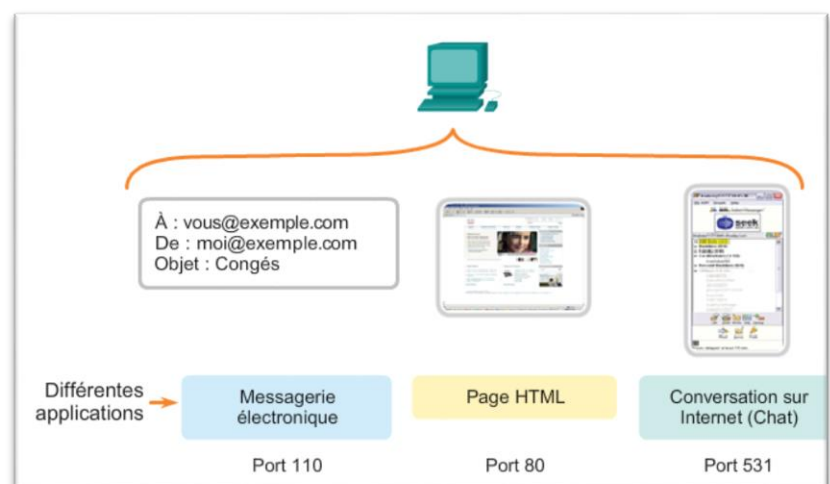 À : vous@exemple.com
De : moi@exemple.com
Objet : Congés
seek
Différentes
applications
Messagerie
électronique
Page HTML
Conversation sur
Internet (Chat)
Port 110
Port 80
Port 531